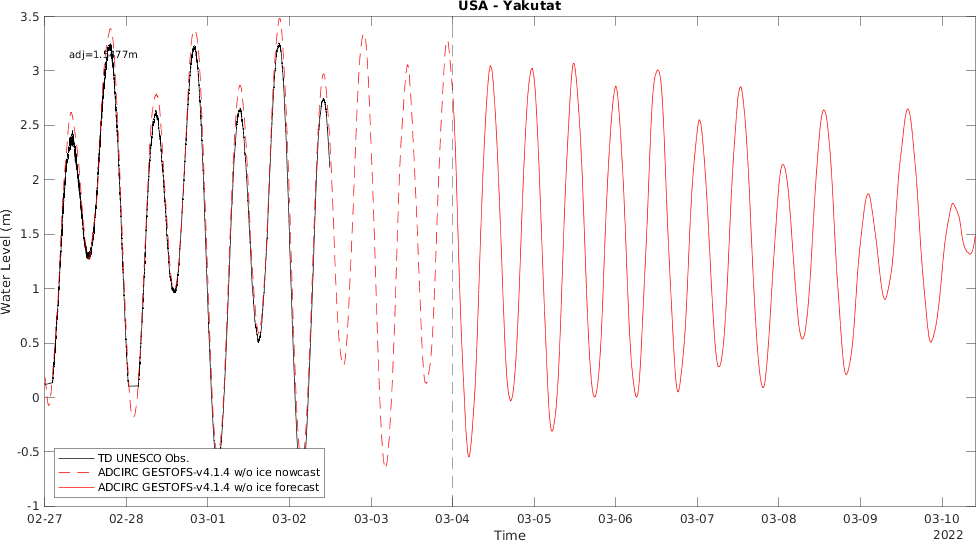 USA - Yakutat
3.5
3
2.5
2
1.5
1
0.5
0
-0.5
-1
Water Level (m)
TD UNESCO Obs.
ADCIRC GESTOFS-v4.1.4 w/o ice nowcast
ADCIRC GESTOFS-v4.1.4 w/o ice forecast
02-27 02-28 03-01 03-02 03-03 03-04 03-05 03-06 03-07 03-08 03-09 03-10
Time
2022